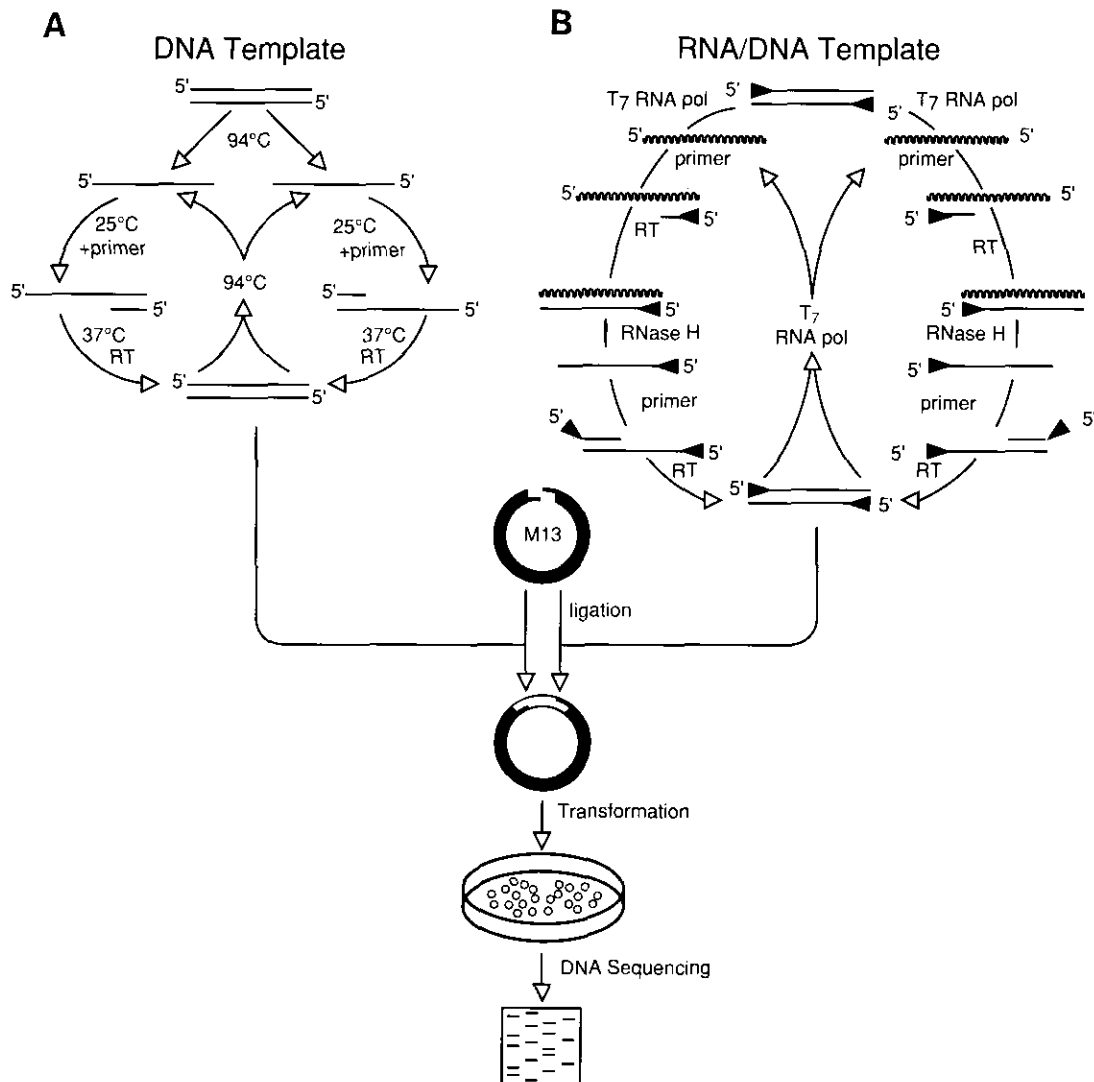 A
DNA Template
5'
5'
94°C
5'
5'
25°C
+primer
25°C
+primer
94°C
5'
5'
5'
5'
37°C
RT
37°C
RT
5'
5'
B
RNA/DNA Template
T7 RNA pol
5'
5'
T7 RNA pol
5'
primer
5'
primer
5'
RT
5'
5'
5'
RT
5'
5'
5'
RNase H
T7
RNA pol
5'
5'
RNase H
5'
5'
primer
primer
5'
5'
5'
RT
5'
RT
5'
5'
M13
ligation
Transformation
DNA Sequencing